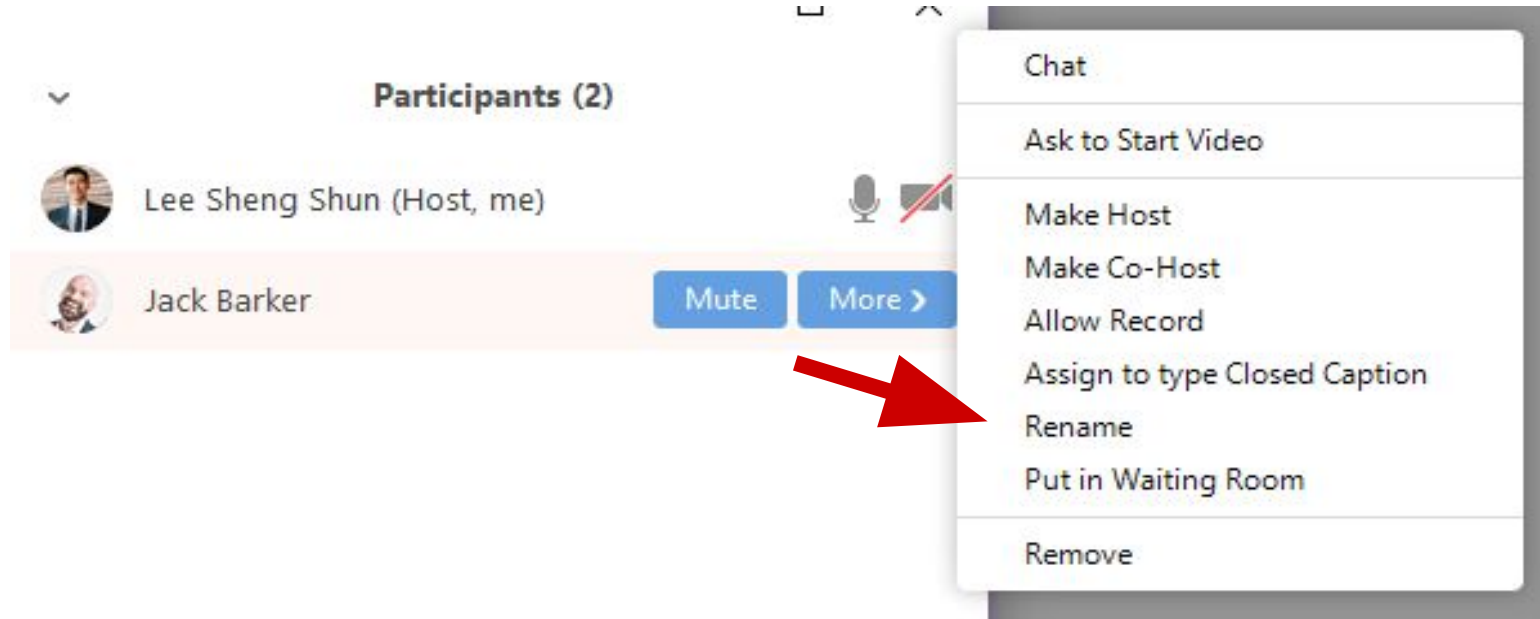 Participants (2)
Lee Sheng Shun (Host, me)
Jack Barker
Mute
More
Chat
Ask to Start Video
Make Host
Make Co-Host
Allow Record
Assign to type Closed Caption
Rename
Put in Waiting Room
Remove